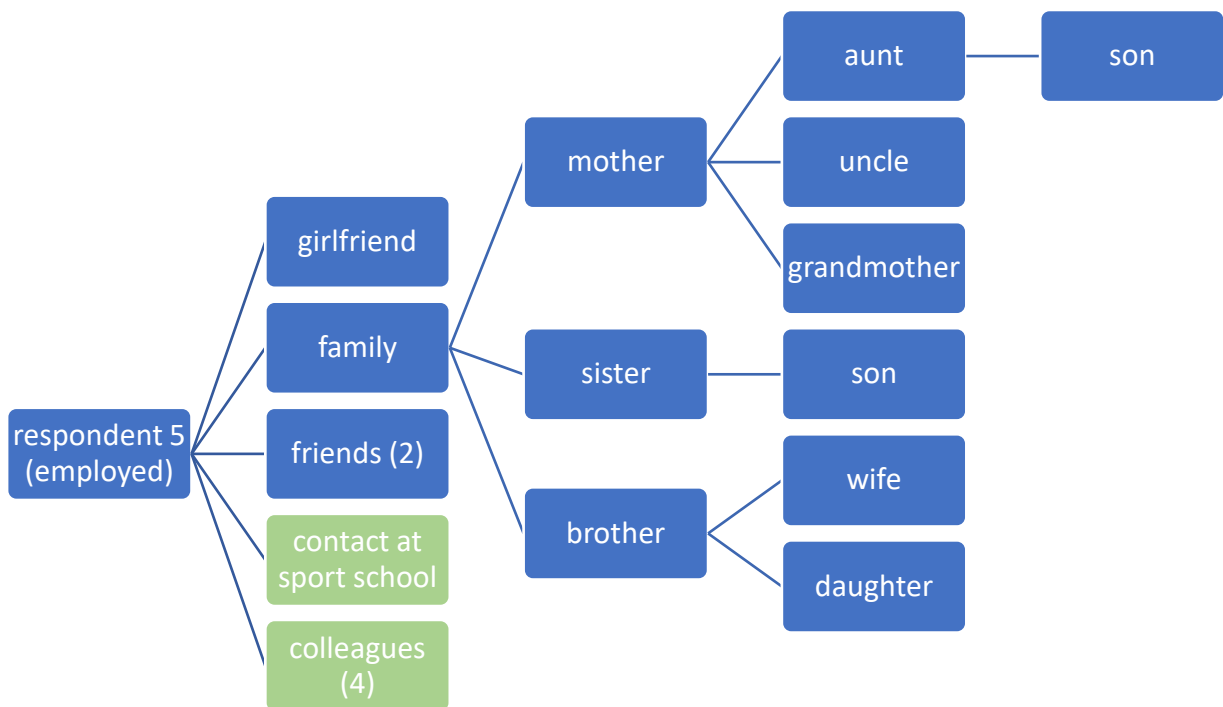 aunt
son
mother
uncle
girlfriend
grandmother
family
sister
son
respondent 5
(employed)
friends (2)
wife
brother
contact at
sport school
daughter
colleagues
(4)